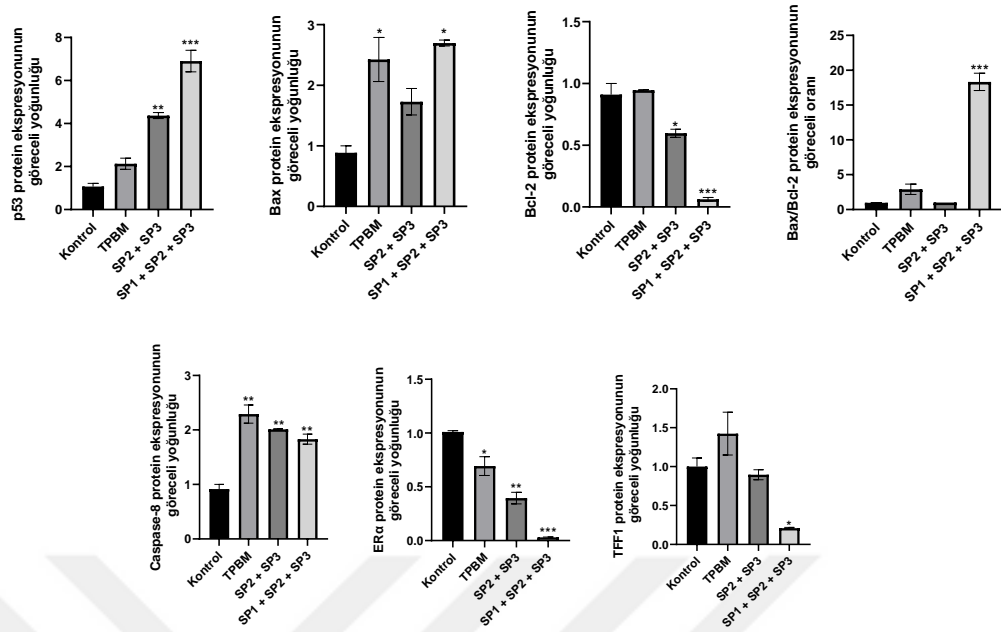 p53 protein ekspresyonunun
göreceli yoğunluğu
8
6
4
2
0
**
***
Kontrol
TPBM
SP2 + SP3
SP1 + SP2 + SP3
Bax protein ekspresyonunun
göreceli yoğunluğu
3
2
1
0
*
*
Kontrol
TPBM
SP2 + SP3
SP1 + SP2 + SP3
Bcl-2 protein ekspresyonunun
göreceli yoğunluğu
1.5
1.0
0.5
0.0
*
***
Kontrol
TPBM
SP2 + SP3
SP1 + SP2 + SP3
Bax/Bcl-2 protein ekspresyonunun
göreceli oranı
25
20
15
10
5
0
***
Kontrol
TPBM
SP2 + SP3
SP1 + SP2 + SP3
Caspase-8 protein ekspresyonunun
göreceli yoğunluğu
3
2
1
0
**
**
**
Kontrol
TPBM
SP2 + SP3
SP1 + SP2 + SP3
ERα protein ekspresyonunun
göreceli yoğunluğu
1.5
1.0
0.5
0.0
*
**
***
Kontrol
TPBM
SP2 + SP3
SP1 + SP2 + SP3
TFF1 protein ekspresyonunun
göreceli yoğunluğu
2.0
1.5
1.0
0.5
0.0
*
Kontrol
TPBM
SP2 + SP3
SP1 + SP2 + SP3